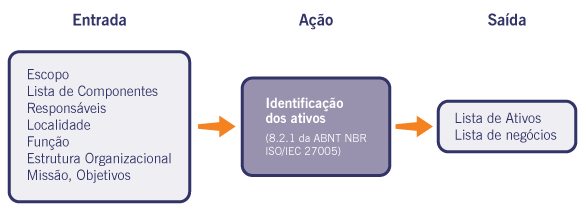 Entrada
Ação
Saída
Escopo
Lista de Componentes
Responsáveis
Localidade
Função
Estrutura Organizacional
Missão, Objetivos
Identificação
dos ativos
(8.2.1 da ABNT NBR
ISO/IEC 27005)
Lista de Ativos
Lista de negócios